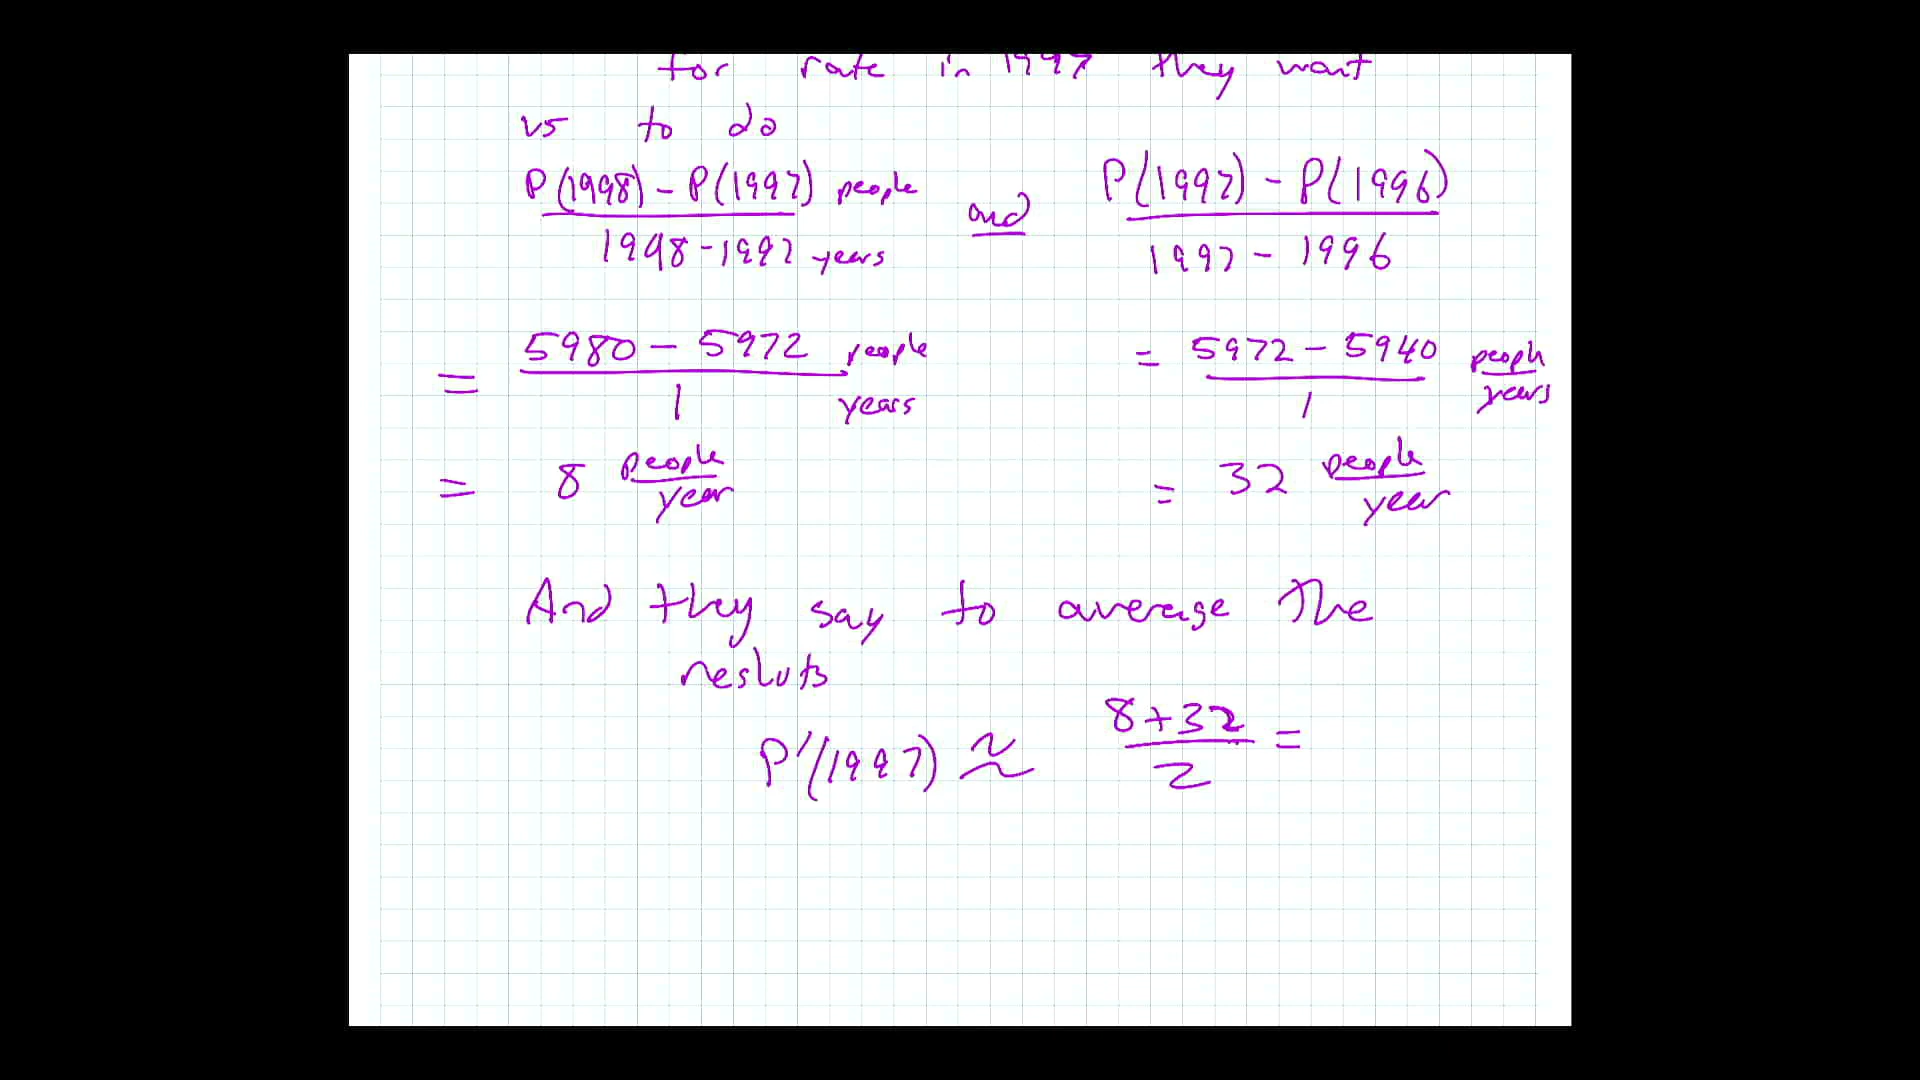 for rate in 1997 they want
us to do
P(1998) - P(1997) people and P(1997) - P(1996)
1998 - 1997 years 1997 - 1996
= 5980 - 5972 people = 5972 - 5940 people
1 years 1 years
= 8 people = 32 people
year year
And they say to average the
resluts
P'(1997) ≈ 8+32 =
2